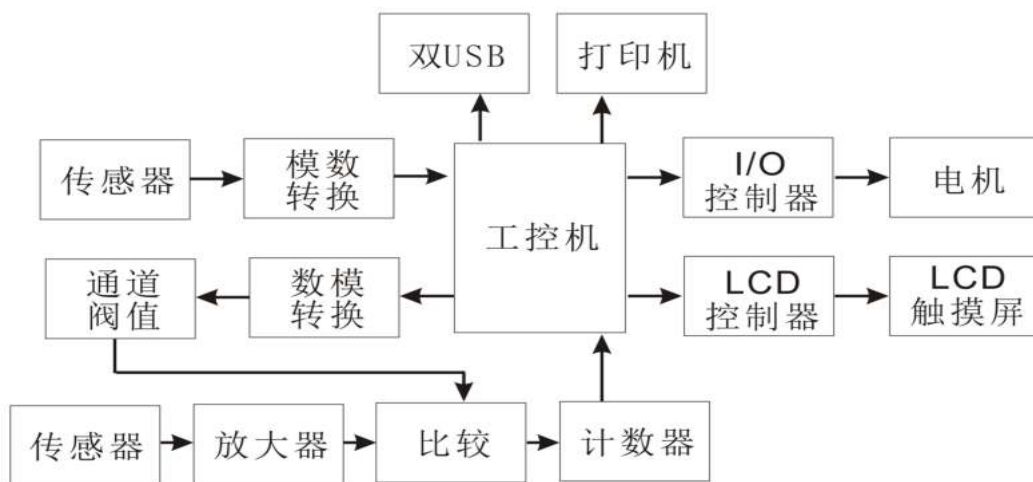 双USB
打印机
传感器
模数
转换
工控机
I/O
控制器
电机
通道
阀值
数模
转换
LCD
控制器
LCD
触摸屏
传感器
放大器
比较
计数器